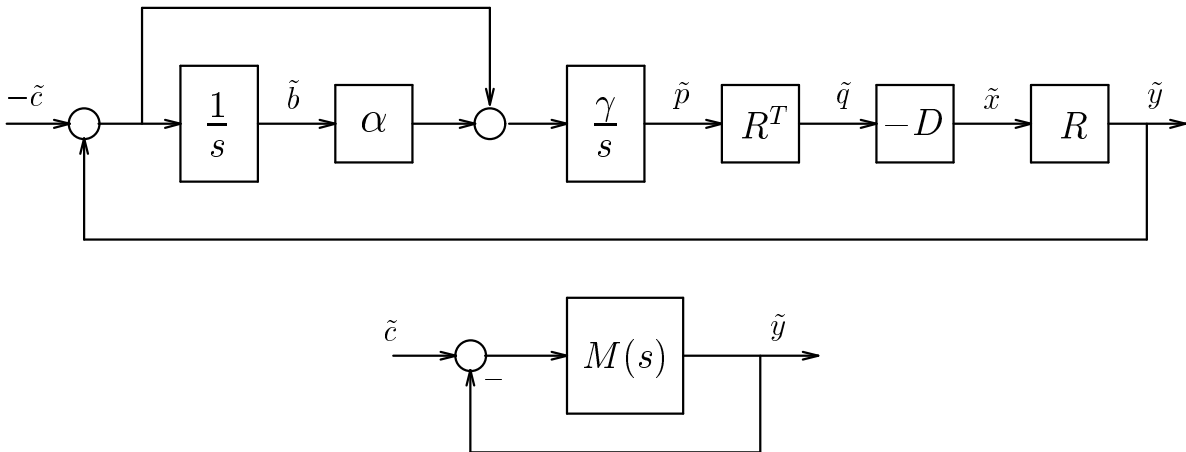 −c̃
1/s
b̃
α
γ/s
p̃
R^T
q̃
−D
x̃
R
ỹ
c̃
−
M(s)
ỹ